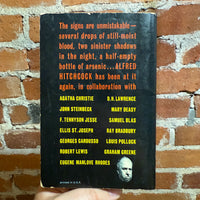 The signs are unmistakable—
several drops of still-moist
blood, two sinister shadows
in the night, a half-empty
bottle of arsenic...ALFRED
HITCHCOCK has been at it
again, in collaboration with
AGATHA CHRISTIE
D.H. LAWRENCE
JOHN STEINBECK
MARY DEASY
F. TENNYSON JESSE
SAMUEL BLAS
ELLIS ST. JOSEPH
RAY BRADBURY
GEORGES CAROUSSO
LOUIS POLLOCK
ROBERT LEWIS
GRAHAM GREENE
EUGENE MANLOVE RHODES
PRINTED IN U.S.A.